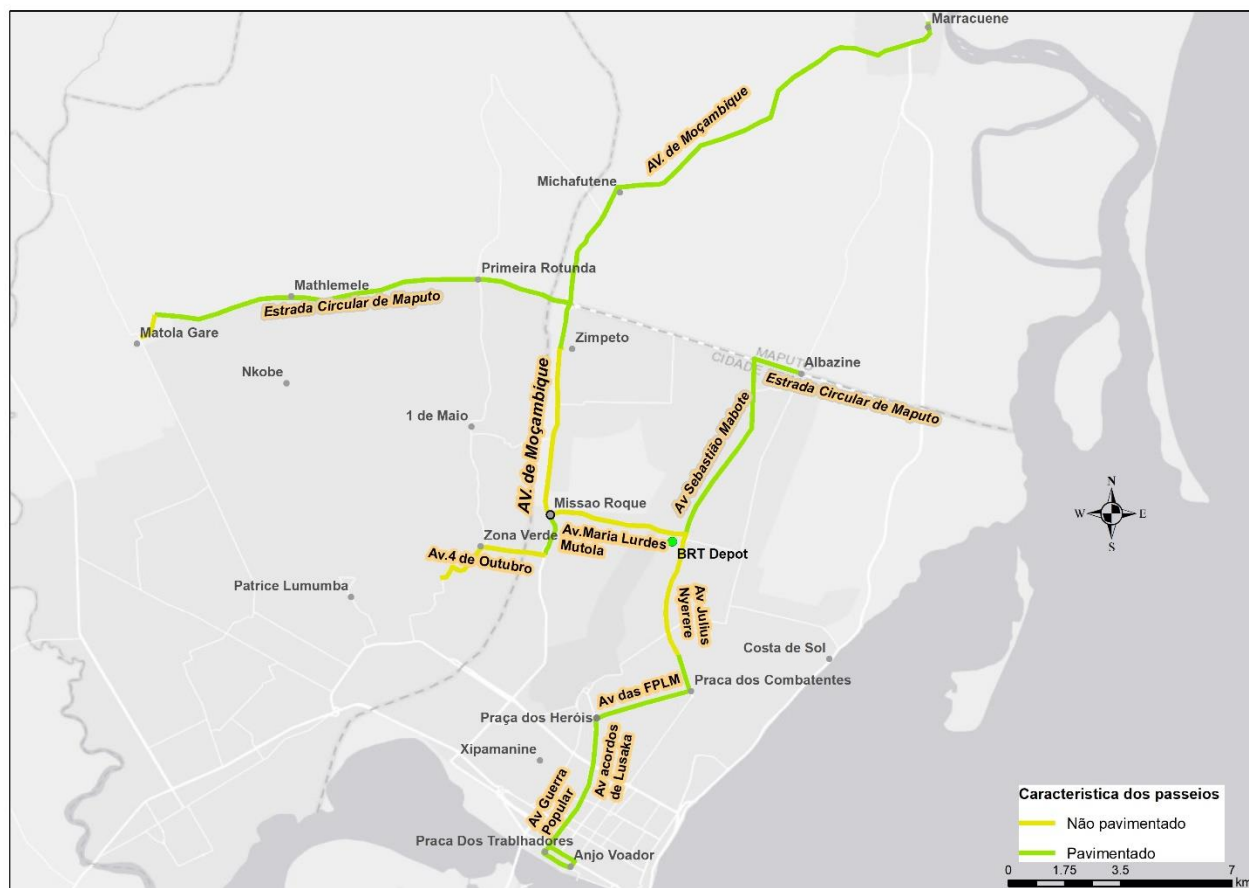 Marracuene
AV. de Moçambique
Michafutene
Primeira Rotunda
Mathlemele
Estrada Circular de Maputo
Matola Gare
Zimpeto
MAPUTO
CIDADE
Albazine
Estrada Circular de Maputo
Nkobe
1 de Maio
AV. de Moçambique
Av Sebastião Mabote
Missao Roque
N
W E
S
Zona Verde
Av.Maria Lurdes
Mutola
BRT Depot
Av.4 de Outubro
Patrice Lumumba
Av Julius
Nyerere
Costa de Sol
Praca dos Combatentes
Av das FPLM
Praça dos Heróis
Xipamanine
Av acordos
de Lusaka
Av Guerra
Popular
Praca Dos Trablhadores
Anjo Voador
Caracteristica dos passeios
Não pavimentado
Pavimentado
0 1.75 3.5 7
km